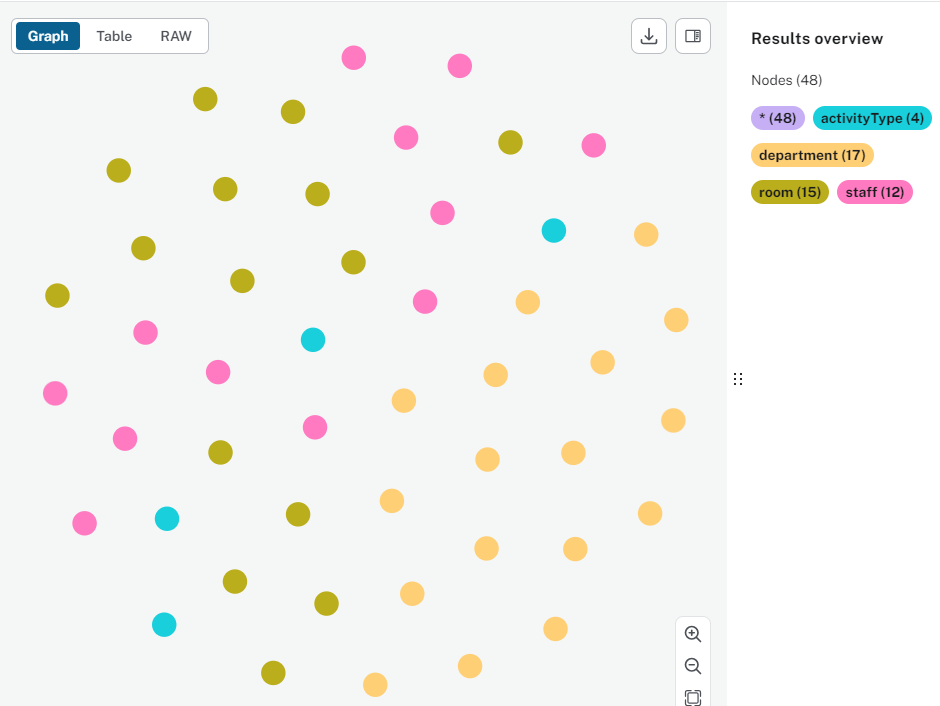 Graph Table RAW
Results overview
Nodes (48)
* (48) activityType (4)
department (17)
room (15) staff (12)